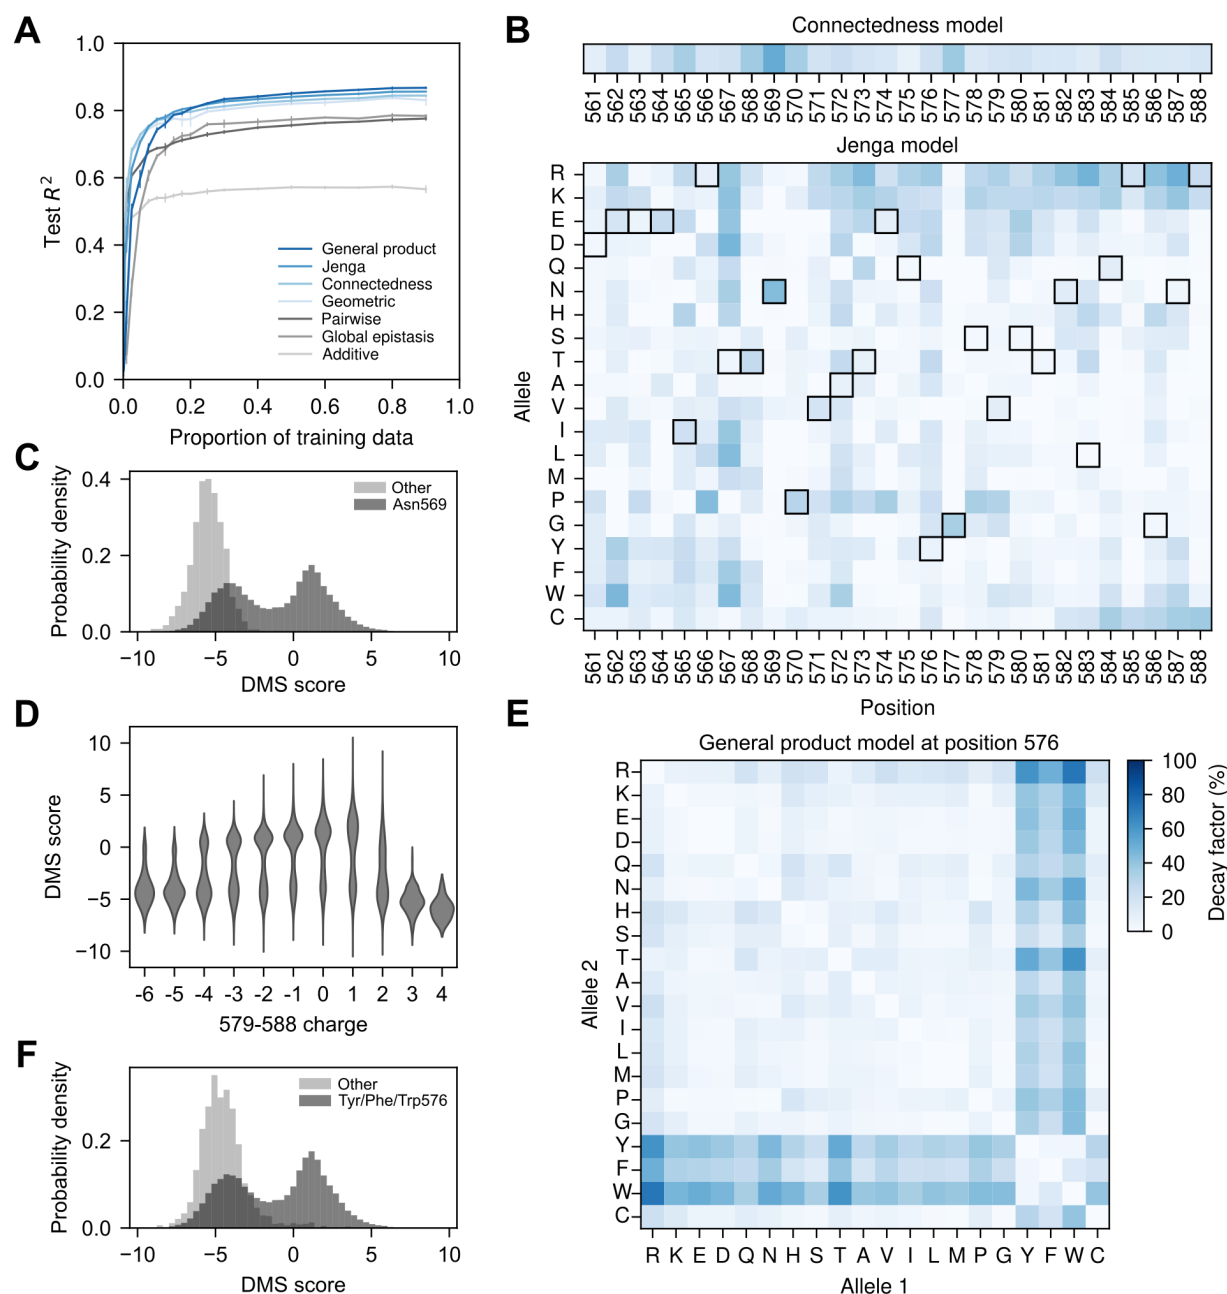 A
1.0
0.8
0.6
0.4
0.2
0.0
Test R²
0.0 0.2 0.4 0.6 0.8 1.0
Proportion of training data
General product
Jenga
Connectedness
Geometric
Pairwise
Global epistasis
Additive
B
Connectedness model
561 562 563 564 565 566 567 568 569 570 571 572 573 574 575 576 577 578 579 580 581 582 583 584 585 586 587 588
Jenga model
Allele
R
K
E
D
Q
N
H
S
T
A
V
I
L
M
P
G
Y
F
W
C
561 562 563 564 565 566 567 568 569 570 571 572 573 574 575 576 577 578 579 580 581 582 583 584 585 586 587 588
Position
C
Probability density
0.4
0.2
0.0
Other
Asn569
−10 −5 0 5 10
DMS score
D
DMS score
10
5
0
−5
−10
-6 -5 -4 -3 -2 -1 0 1 2 3 4
579-588 charge
E
General product model at position 576
Allele 2
R
K
E
D
Q
N
H
S
T
A
V
I
L
M
P
G
Y
F
W
C
R K E D Q N H S T A V I L M P G Y F W C
Allele 1
100
80
60
40
20
0
Decay factor (%)
F
Probability density
0.2
0.0
Other
Tyr/Phe/Trp576
−10 −5 0 5 10
DMS score